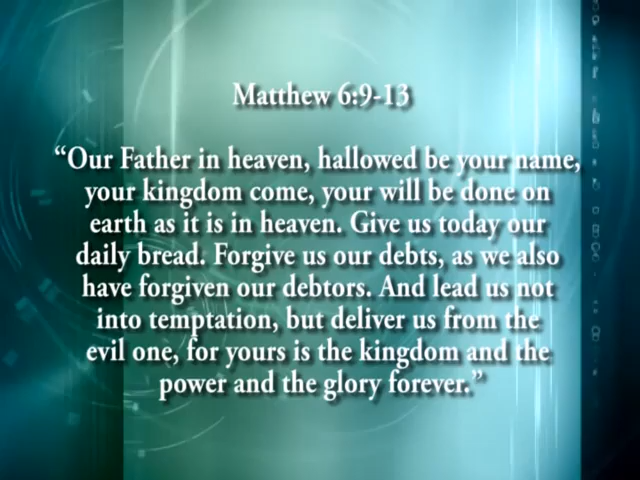 Matthew 6:9-13
“Our Father in heaven, hallowed be your name,
your kingdom come, your will be done on
earth as it is in heaven. Give us today our
daily bread. Forgive us our debts, as we also
have forgiven our debtors. And lead us not
into temptation, but deliver us from the
evil one, for yours is the kingdom and the
power and the glory forever.”